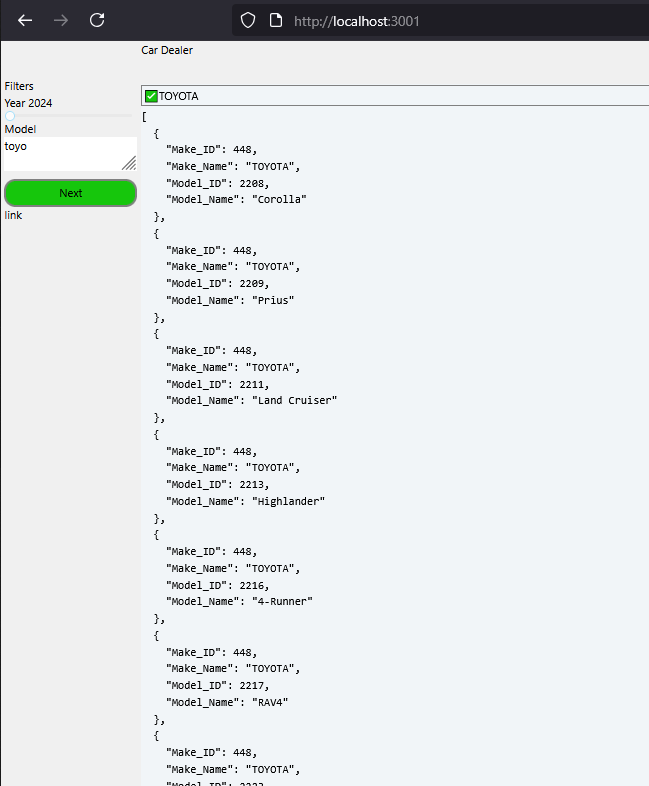 http://localhost:3001
Car Dealer
Filters
Year 2024
Model
toyo
Next
link
TOYOTA
[
{
"Make_ID": 448,
"Make_Name": "TOYOTA",
"Model_ID": 2208,
"Model_Name": "Corolla"
},
{
"Make_ID": 448,
"Make_Name": "TOYOTA",
"Model_ID": 2209,
"Model_Name": "Prius"
},
{
"Make_ID": 448,
"Make_Name": "TOYOTA",
"Model_ID": 2211,
"Model_Name": "Land Cruiser"
},
{
"Make_ID": 448,
"Make_Name": "TOYOTA",
"Model_ID": 2213,
"Model_Name": "Highlander"
},
{
"Make_ID": 448,
"Make_Name": "TOYOTA",
"Model_ID": 2216,
"Model_Name": "4-Runner"
},
{
"Make_ID": 448,
"Make_Name": "TOYOTA",
"Model_ID": 2217,
"Model_Name": "RAV4"
},
{
"Make_ID": 448,
"Make_Name": "TOYOTA",
"Model_ID":